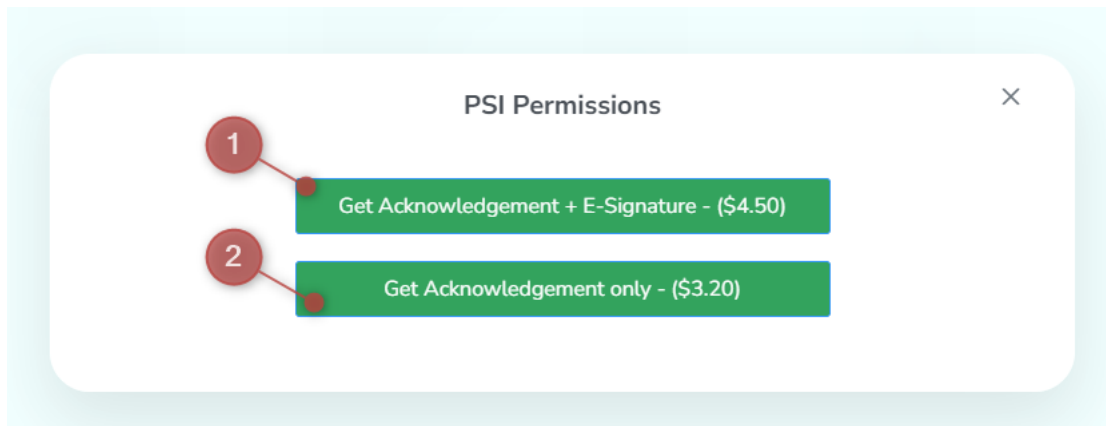 PSI Permissions
1
Get Acknowledgement + E-Signature - ($4.50)
2
Get Acknowledgement only - ($3.20)